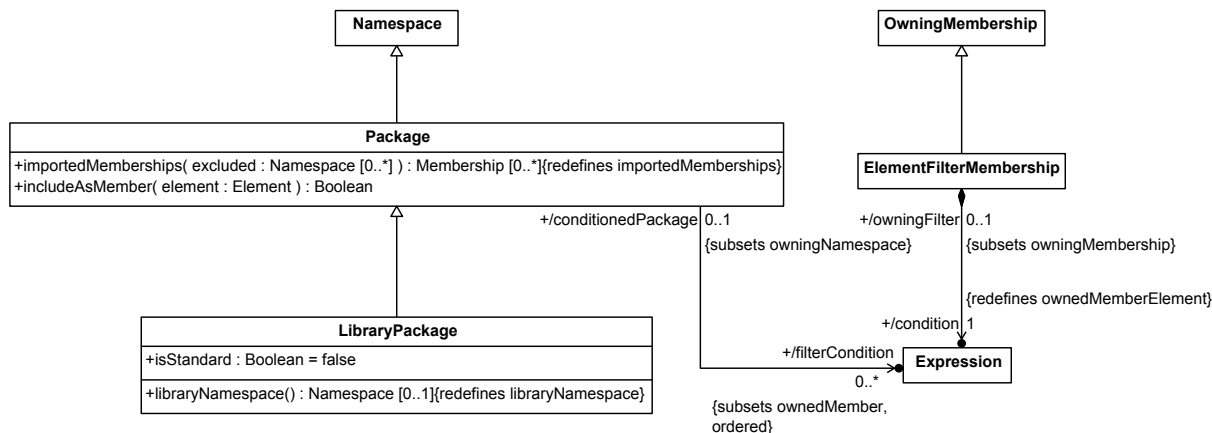 Namespace
OwningMembership
Package
+importedMemberships( excluded : Namespace [0..*] ) : Membership [0..*]{redefines importedMemberships}
+includeAsMember( element : Element ) : Boolean
ElementFilterMembership
+/conditionedPackage 0..1
{subsets owningNamespace}
+/owningFilter 0..1
{subsets owningMembership}
{redefines ownedMemberElement}
+/condition 1
LibraryPackage
+isStandard : Boolean = false
+libraryNamespace() : Namespace [0..1]{redefines libraryNamespace}
+/filterCondition
0..*
{subsets ownedMember,
ordered}
Expression